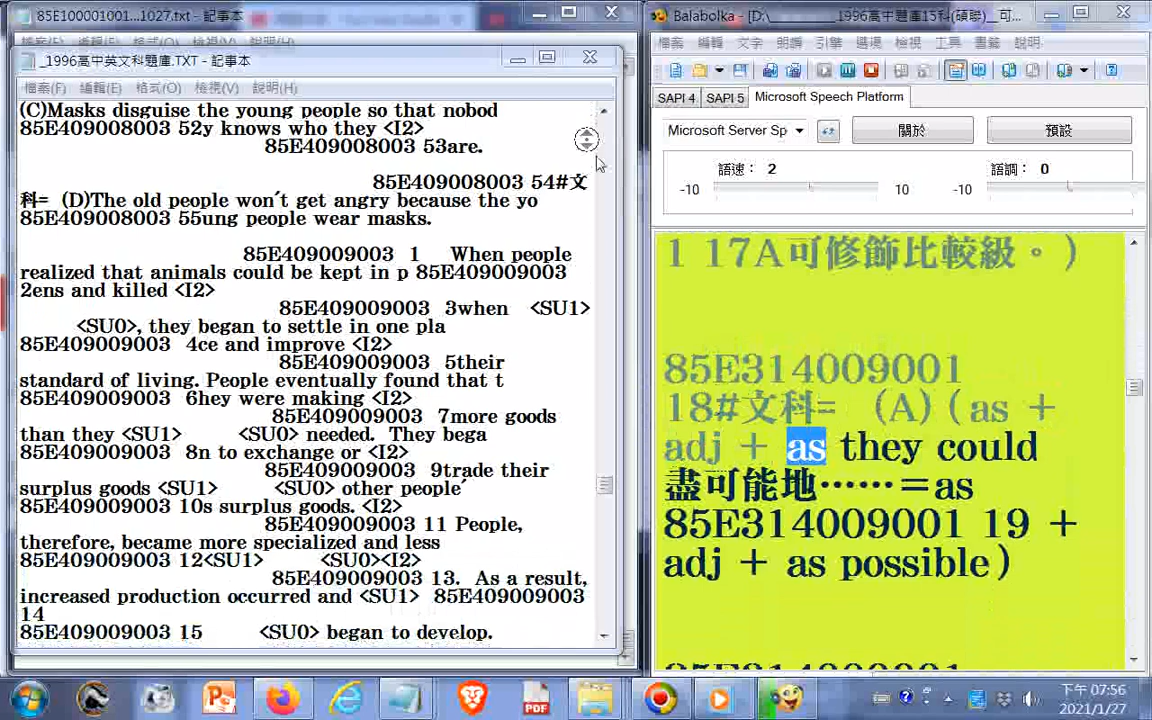 85E100001001...1027.txt - 記事本
_1996高中英文科題庫.TXT - 記事本
檔案(F) 編輯(E) 格式(O) 檢視(V) 說明(H)
(C)Masks disguise the young people so that nobod
85E409008003 52y knows who they <I2>
85E409008003 53are.
85E409008003 54#文
科= (D)The old people won't get angry because the yo
85E409008003 55ung people wear masks.
85E409009003 1 When people
realized that animals could be kept in p 85E409009003
2ens and killed <I2>
85E409009003 3when <SU1>
<SU0>, they began to settle in one pla
85E409009003 4ce and improve <I2>
85E409009003 5their
standard of living. People eventually found that t
85E409009003 6hey were making <I2>
85E409009003 7more goods
than they <SU1> <SU0> needed. They bega
85E409009003 8n to exchange or <I2>
85E409009003 9trade their
surplus goods <SU1> <SU0> other people'
85E409009003 10s surplus goods. <I2>
85E409009003 11 People,
therefore, became more specialized and less
85E409009003 12<SU1> <SU0><I2>
85E409009003 13. As a result,
increased production occurred and <SU1> 85E409009003
14
85E409009003 15 <SU0> began to develop.
Balabolka - [D:\ _1996高中題庫15科(碩聯)__可...
檔案 編輯 文字 朗讀 引擎 選項 檢視 工具 書籤 說明
SAPI 4 SAPI 5 Microsoft Speech Platform
Microsoft Server Sp 關於 預設
語速： 2 語調： 0
-10 10 -10
1 17A可修飾比較級。)
85E314009001
18#文科= (A)(as +
adj + as they could
盡可能地……=as
85E314009001 19 +
adj + as possible)
PDF
下午 07:56
2021/1/27